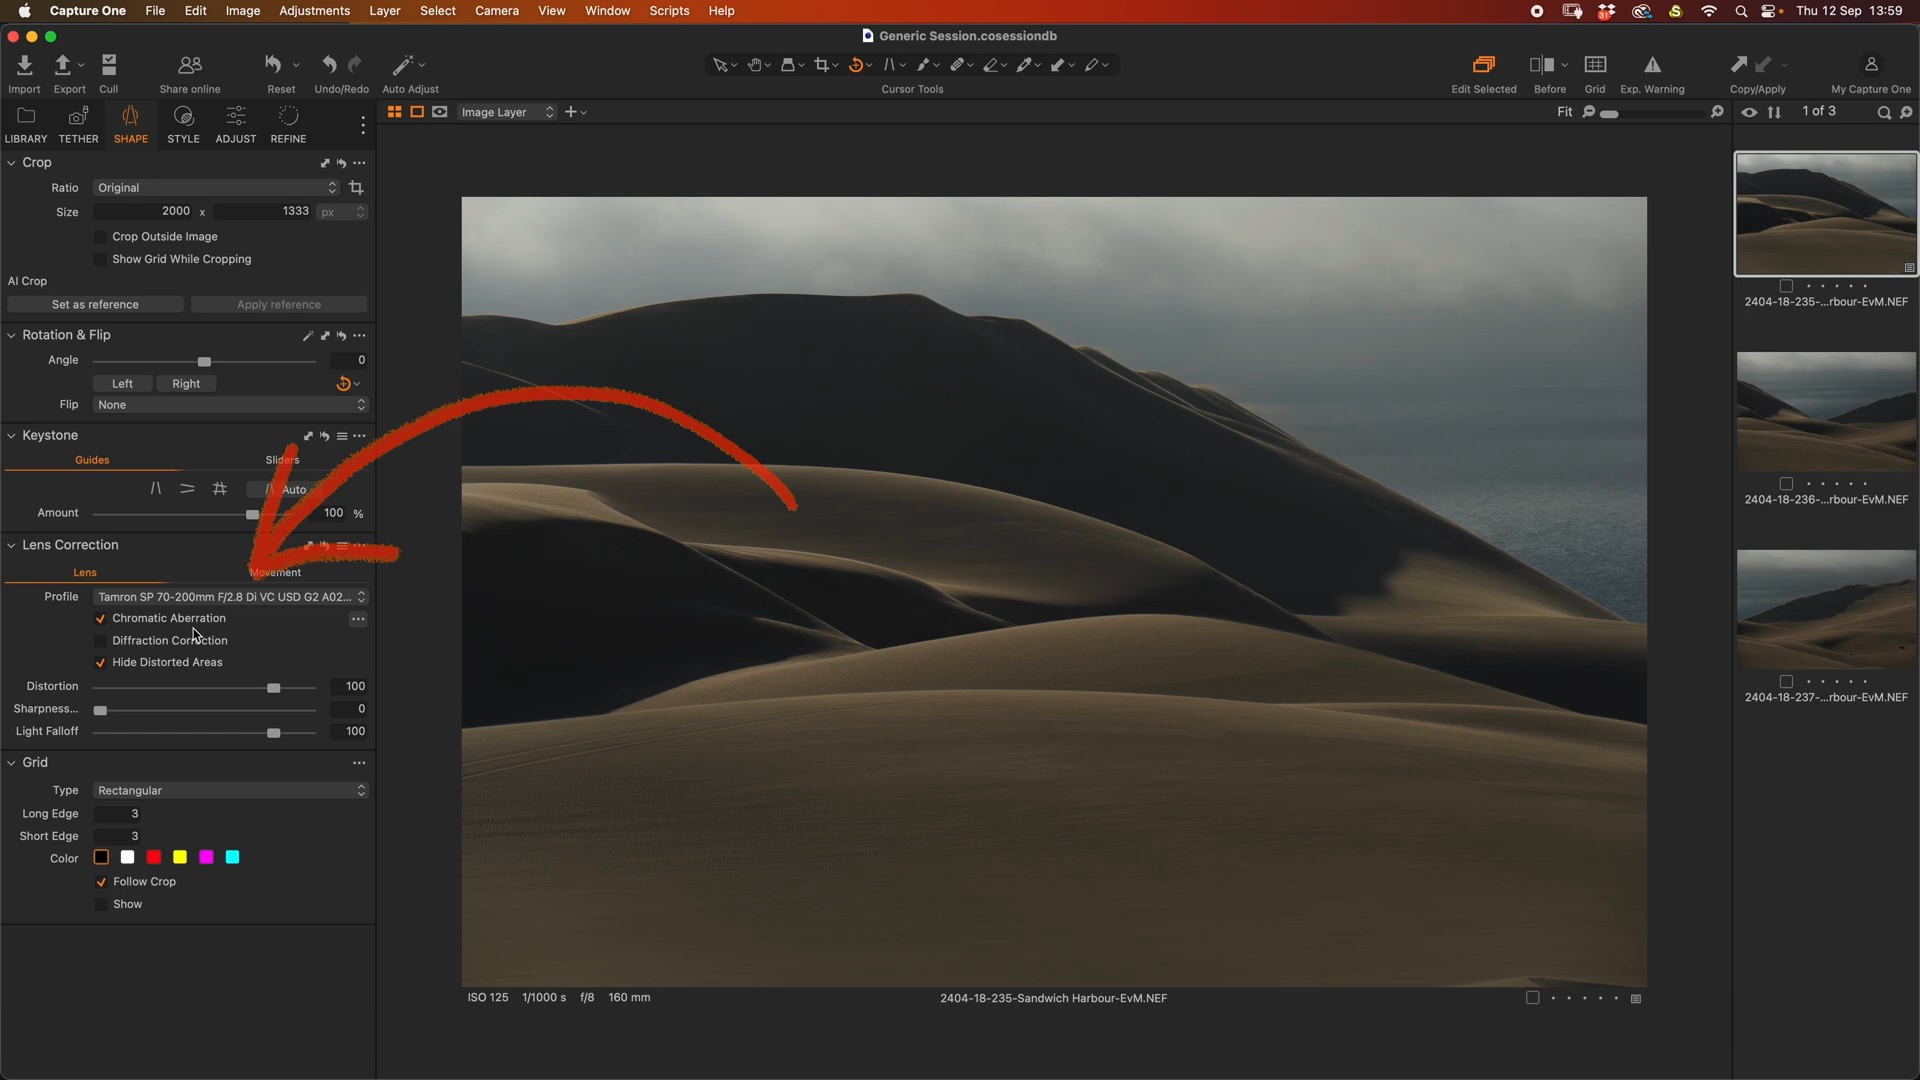 Capture One File Edit Image Adjustments Layer Select Camera View Window Scripts Help
31 S Thu 12 Sep 13:59
Generic Session.cosessiondb
Import Export Cull Share online Reset Undo/Redo Auto Adjust Cursor Tools Edit Selected Before Grid Exp. Warning Copy/Apply My Capture One
LIBRARY TETHER SHAPE STYLE ADJUST REFINE
Image Layer
Fit
1 of 3
Crop
Ratio Original
Size 2000 x 1333 px
Crop Outside Image
Show Grid While Cropping
AI Crop
Set as reference Apply reference
Rotation & Flip
Angle 0
Left Right
Flip None
Keystone
Guides Sliders
Auto
Amount 100 %
Lens Correction
Lens Movement
Profile Tamron SP 70-200mm F/2.8 Di VC USD G2 A02...
Chromatic Aberration
Diffraction Correction
Hide Distorted Areas
Distortion 100
Sharpness... 0
Light Falloff 100
Grid
Type Rectangular
Long Edge 3
Short Edge 3
Color
Follow Crop
Show
ISO 125 1/1000 s f/8 160 mm
2404-18-235-Sandwich Harbour-EvM.NEF
2404-18-235-...rbour-EvM.NEF
2404-18-236-...rbour-EvM.NEF
2404-18-237-...rbour-EvM.NEF